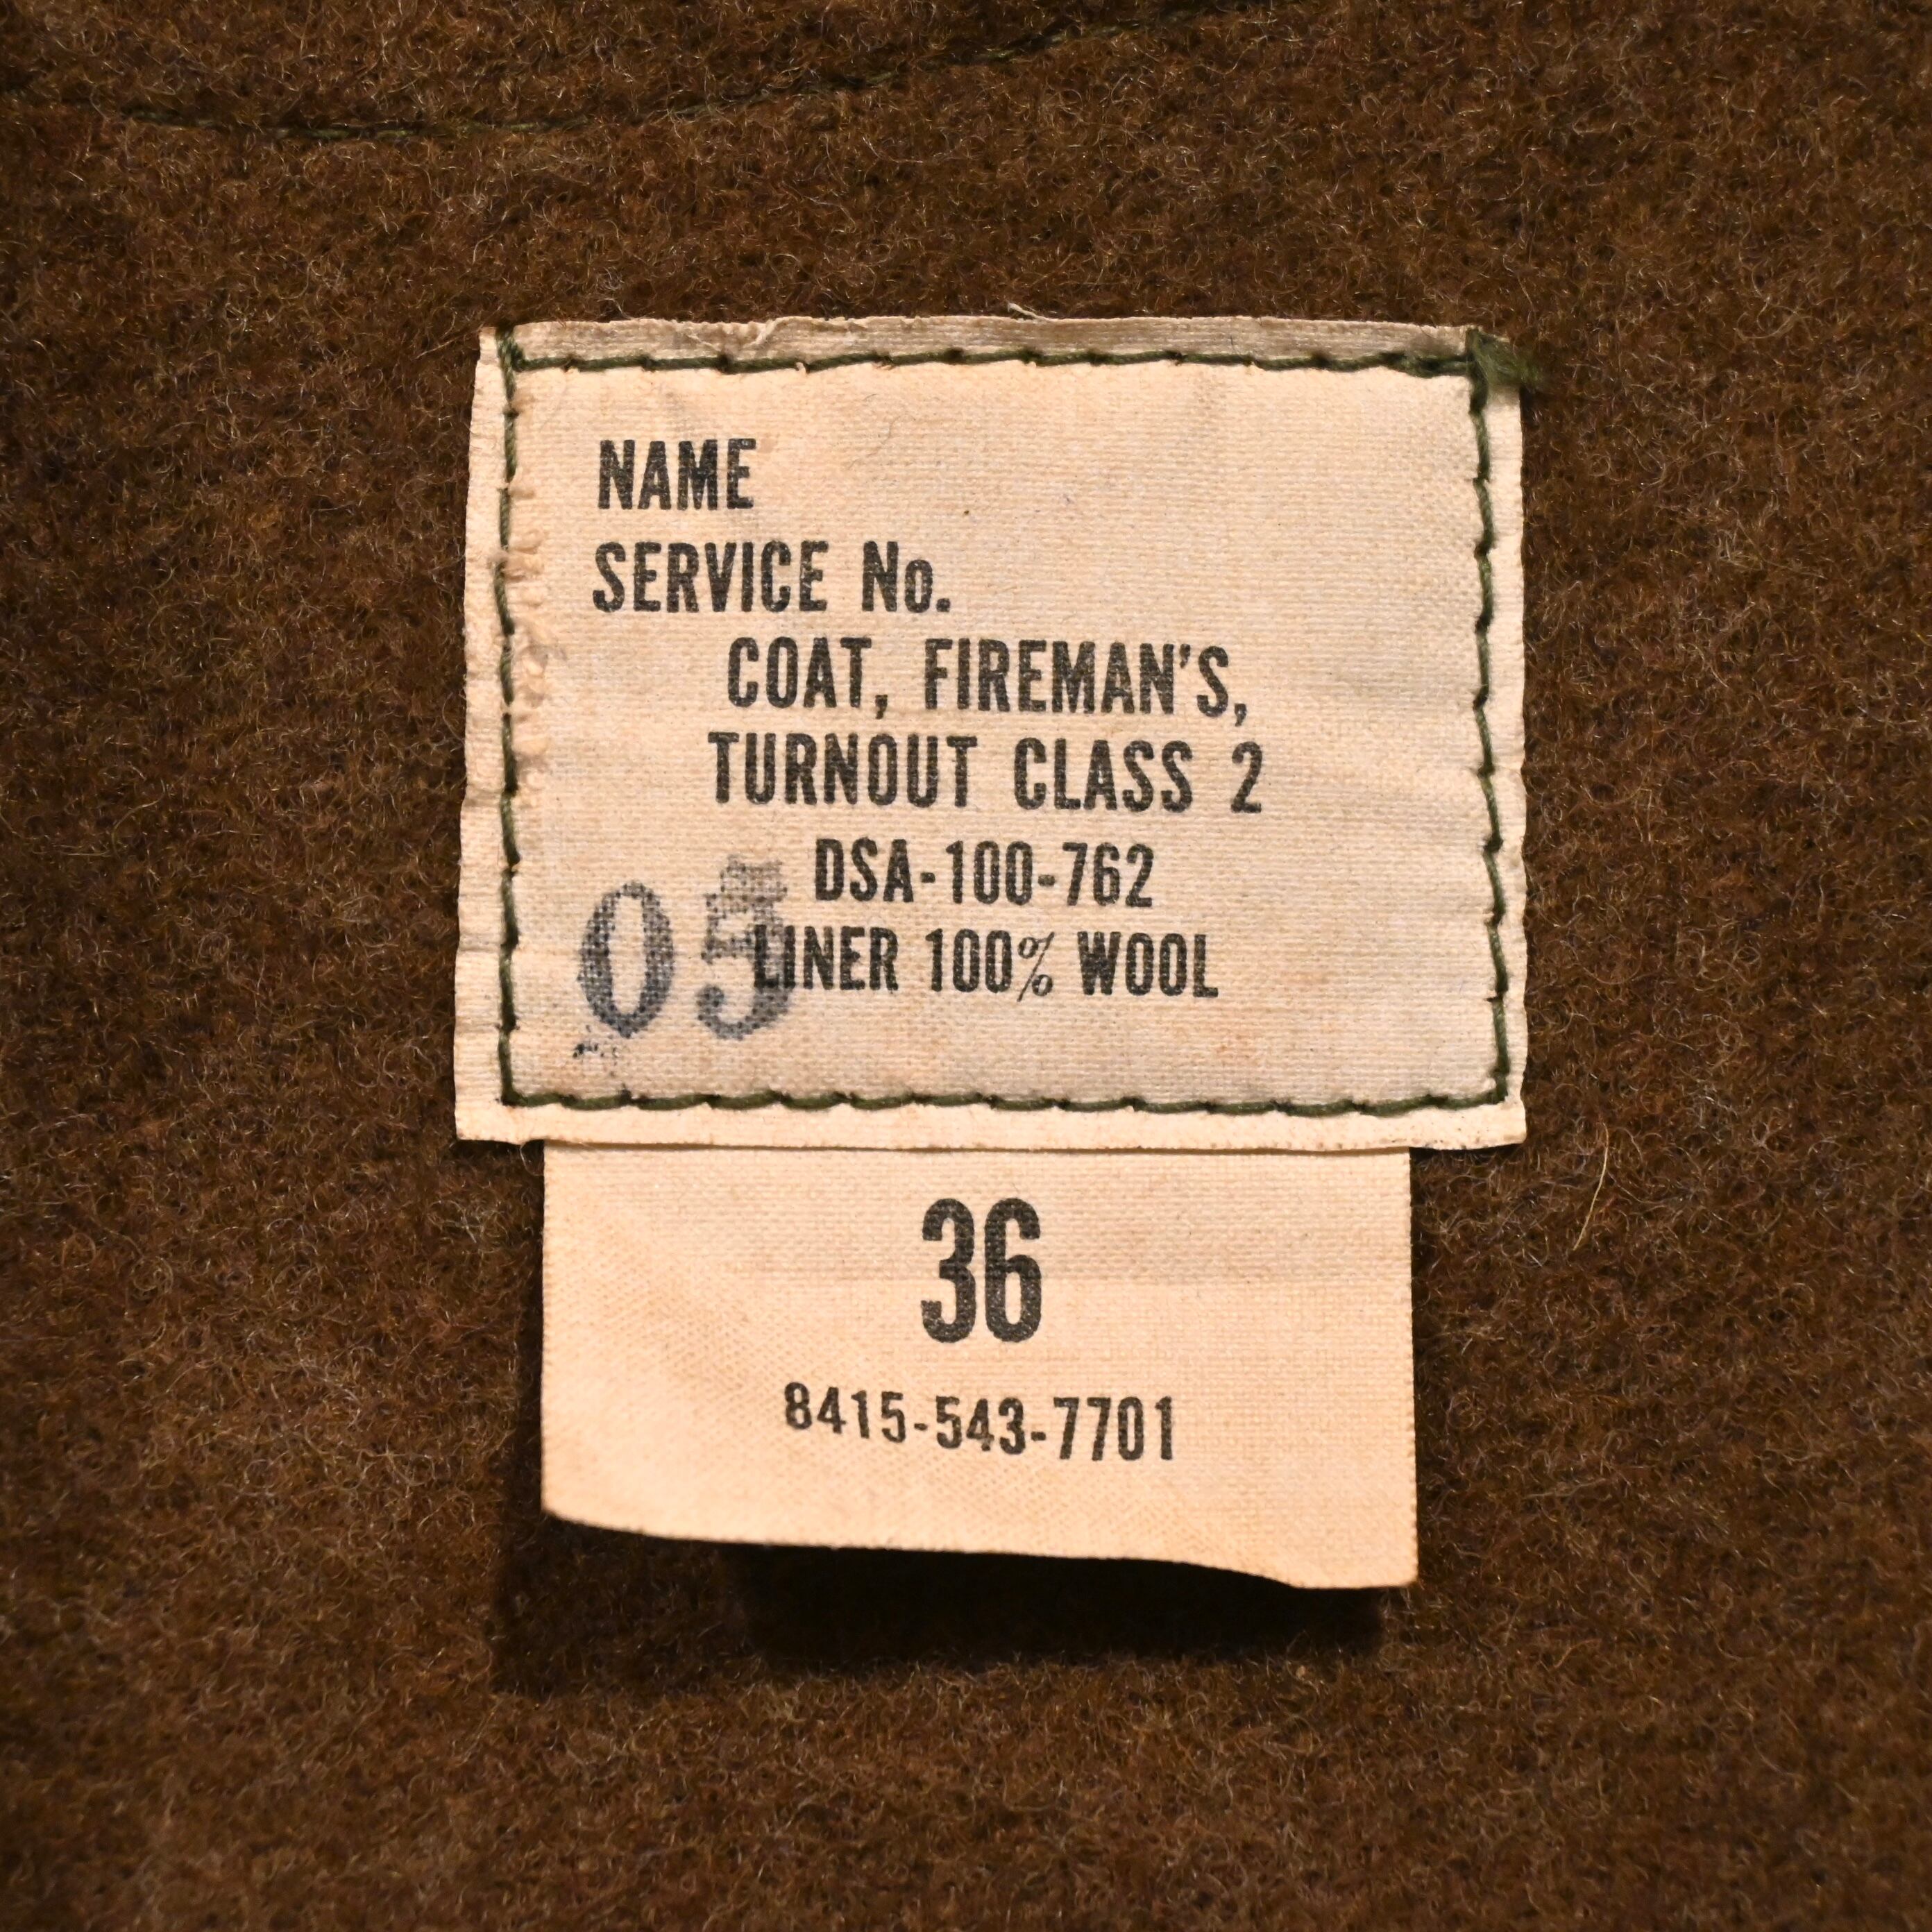 NAME
SERVICE No.
COAT, FIREMAN'S,
TURNOUT CLASS 2
DSA-100-762
LINER 100% WOOL
05
36
8415-543-7701